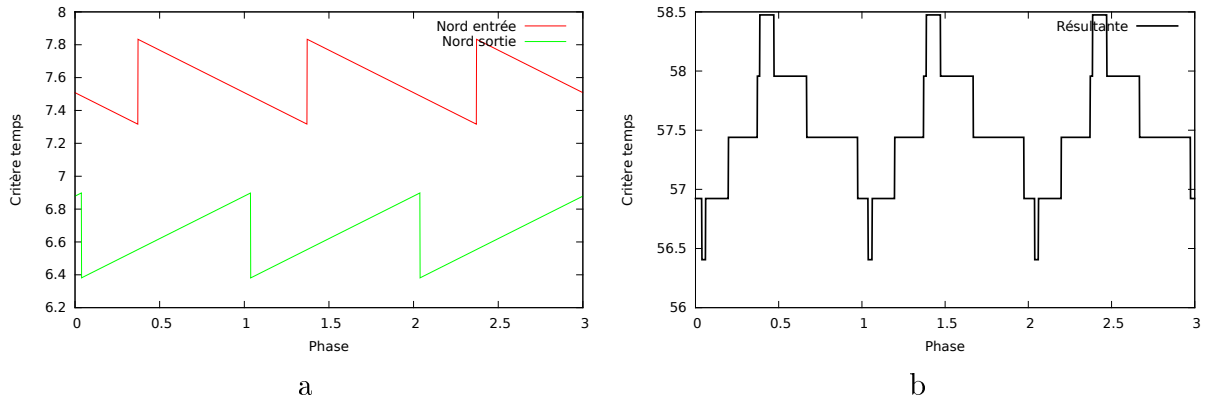 8
7.8
7.6
7.4
7.2
7
6.8
6.6
6.4
6.2
Critère temps
Nord entrée
Nord sortie
0 0.5 1 1.5 2 2.5 3
Phase
a
58.5
58
57.5
57
56.5
56
Critère temps
Résultante
0 0.5 1 1.5 2 2.5 3
Phase
b